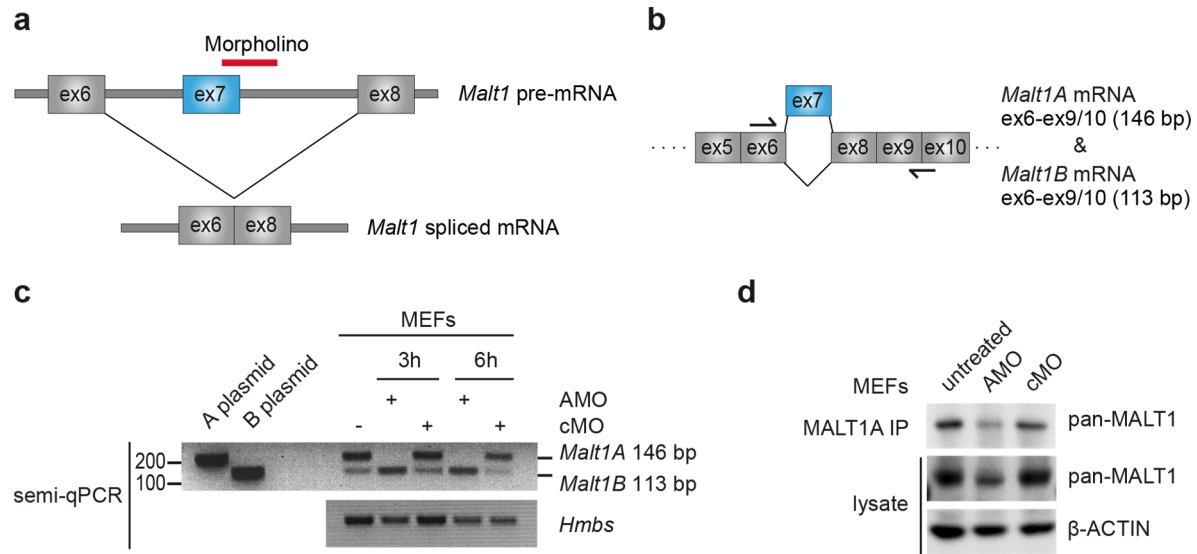 a
Morpholino
ex6 ex7 ex8 Malt1 pre-mRNA
ex6 ex8 Malt1 spliced mRNA
b
ex7
ex5 ex6 ex8 ex9 ex10
Malt1A mRNA
ex6-ex9/10 (146 bp)
&
Malt1B mRNA
ex6-ex9/10 (113 bp)
c
MEFs
3h 6h
A plasmid
B plasmid
+ + AMO
- + + cMO
semi-qPCR
200
100
Malt1A 146 bp
Malt1B 113 bp
Hmbs
d
MEFs
untreated
AMO
cMO
MALT1A IP pan-MALT1
lysate
pan-MALT1
β-ACTIN